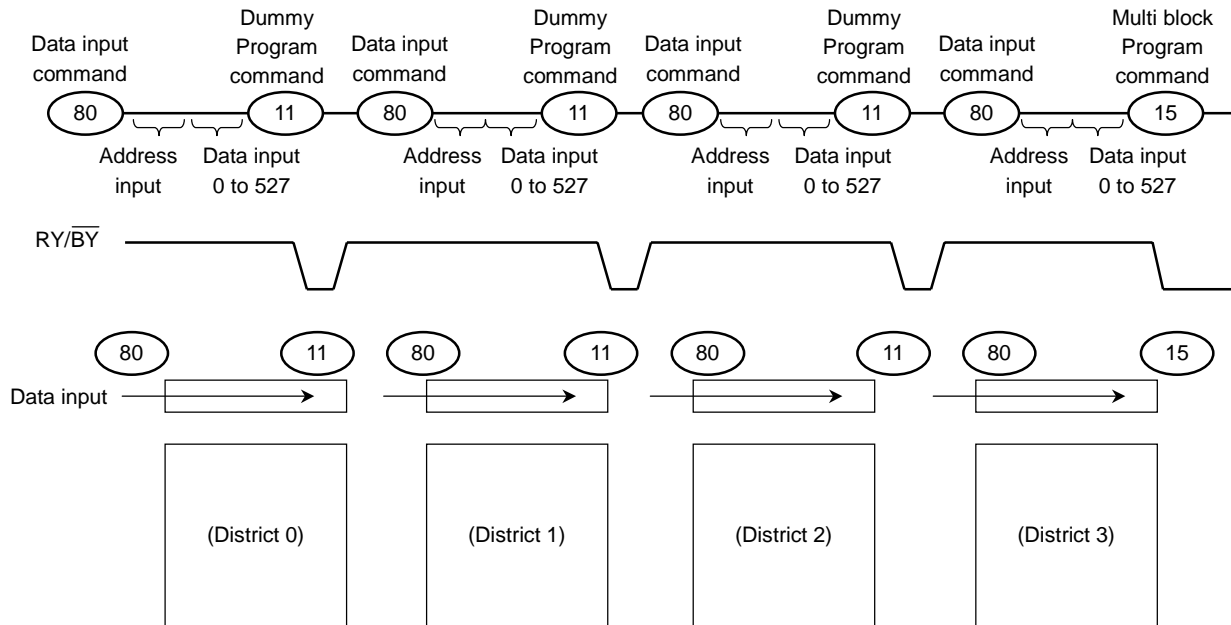 Data input command
Dummy Program command
Data input command
Dummy Program command
Data input command
Dummy Program command
Data input command
Multi block Program command
80
11
80
11
80
11
80
15
Address input
Data input 0 to 527
Address input
Data input 0 to 527
Address input
Data input 0 to 527
Address input
Data input 0 to 527
RY/B̅Y̅
80
11
80
11
80
11
80
15
Data input
(District 0)
(District 1)
(District 2)
(District 3)